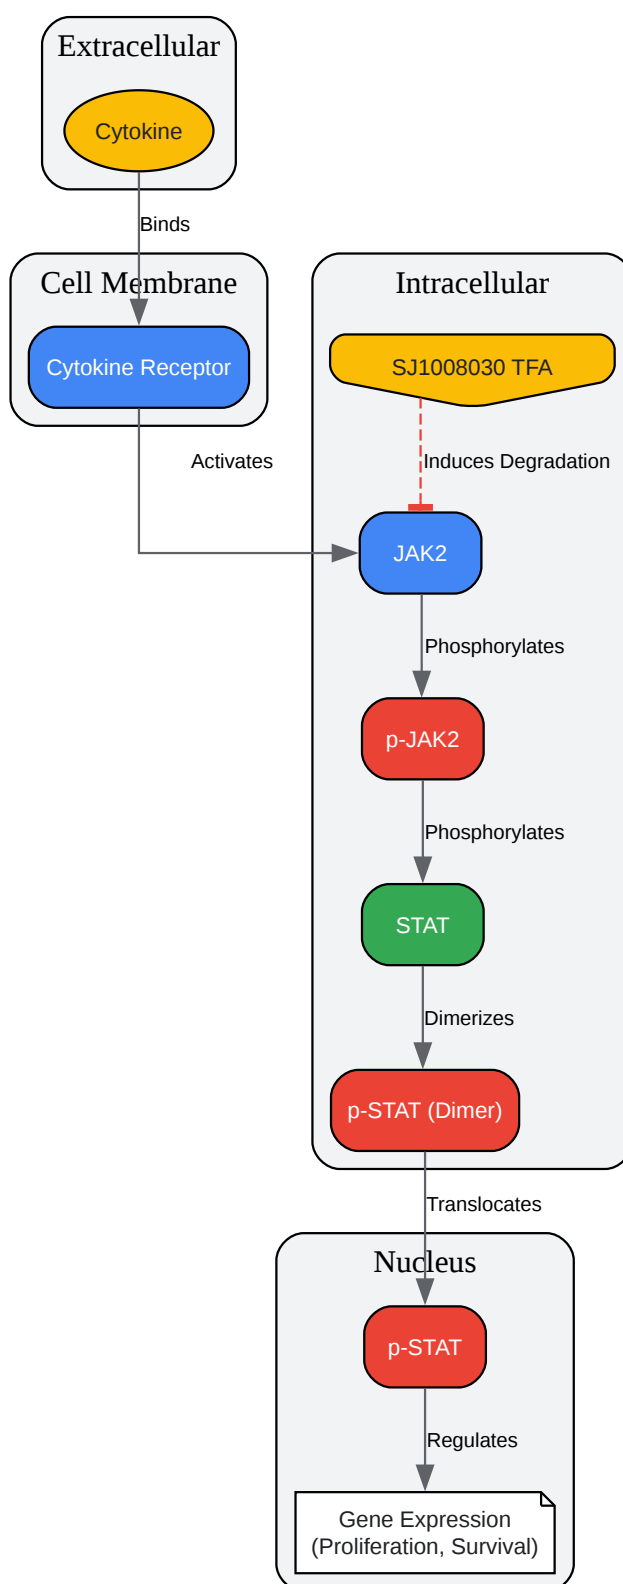 Extracellular
Cytokine
Binds
Cell Membrane
Cytokine Receptor
Activates
Intracellular
SJ1008030 TFA
Induces Degradation
JAK2
Phosphorylates
p-JAK2
Phosphorylates
STAT
Dimerizes
p-STAT (Dimer)
Translocates
Nucleus
p-STAT
Regulates
Gene Expression
(Proliferation, Survival)